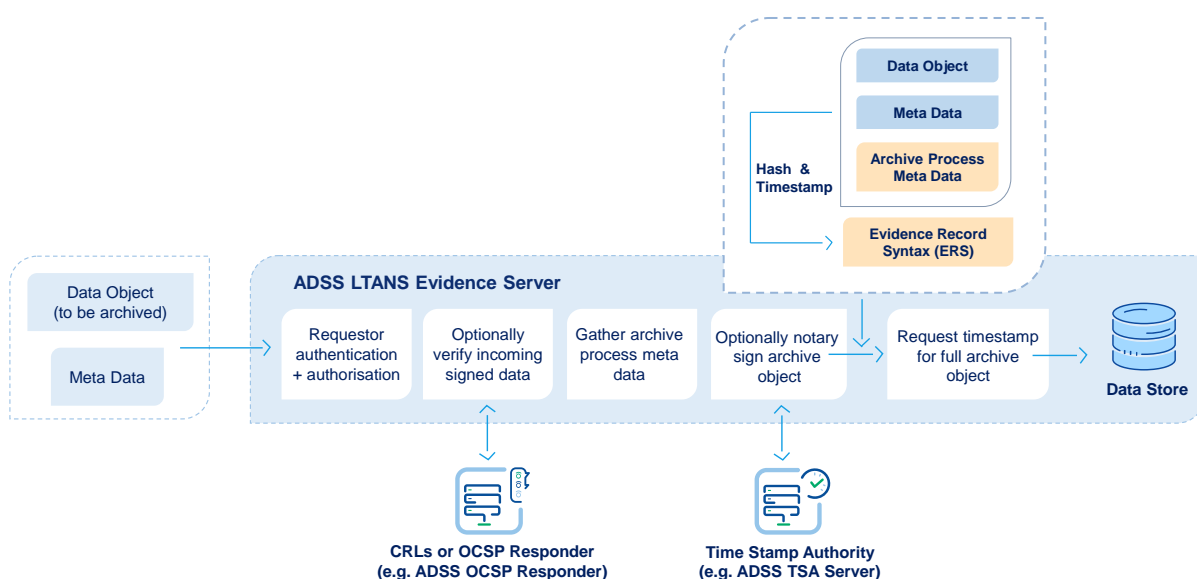 Data Object
Meta Data
Archive Process
Meta Data
Hash &
Timestamp
Evidence Record
Syntax (ERS)
Data Object
(to be archived)
Meta Data
ADSS LTANS Evidence Server
Requestor
authentication
+ authorisation
Optionally
verify incoming
signed data
Gather archive
process meta
data
Optionally notary
sign archive
object
Request timestamp
for full archive
object
Data Store
CRLs or OCSP Responder
(e.g. ADSS OCSP Responder)
Time Stamp Authority
(e.g. ADSS TSA Server)